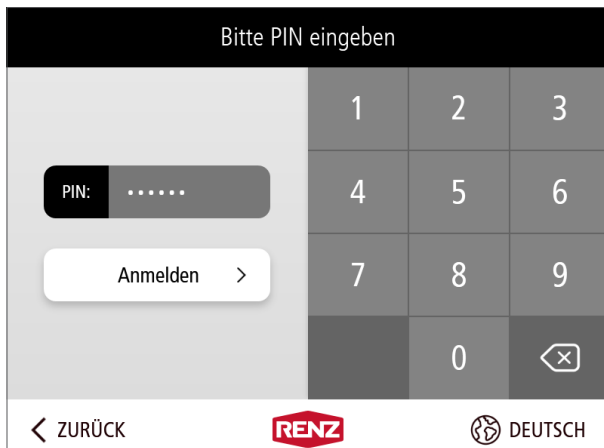 Bitte PIN eingeben
1 2 3
PIN: ······
4 5 6
Anmelden >
7 8 9
0
ZURÜCK
RENZ
DEUTSCH